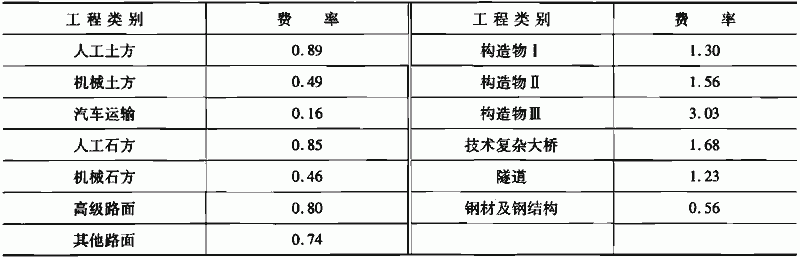 工程类别 费率 工程类别 费率
人工土方 0.89 构造物Ⅰ 1.30
机械土方 0.49 构造物Ⅱ 1.56
汽车运输 0.16 构造物Ⅲ 3.03
人工石方 0.85 技术复杂大桥 1.68
机械石方 0.46 隧道 1.23
高级路面 0.80 钢材及钢结构 0.56
其他路面 0.74